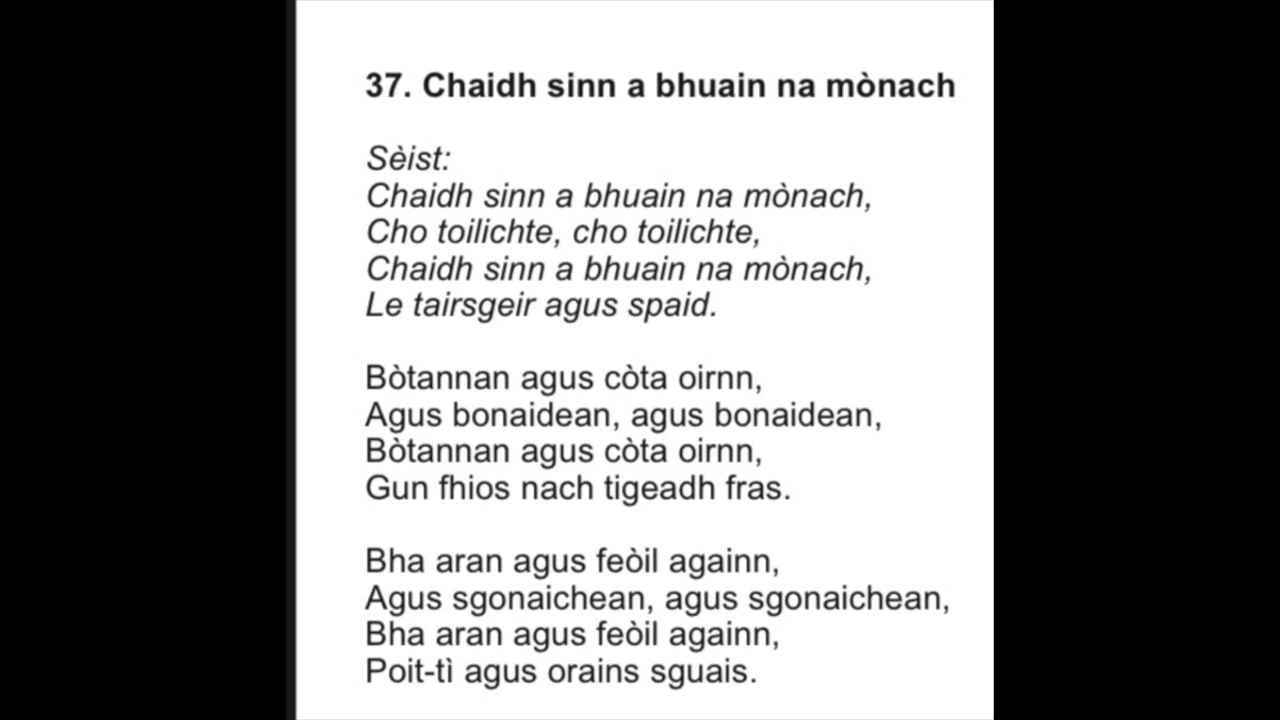 37. Chaidh sinn a bhuain na mònach
Sèist:
Chaidh sinn a bhuain na mònach,
Cho toilichte, cho toilichte,
Chaidh sinn a bhuain na mònach,
Le tairsgeir agus spaid.
Bòtannan agus còta oirnn,
Agus bonaidean, agus bonaidean,
Bòtannan agus còta oirnn,
Gun fhios nach tigeadh fras.
Bha aran agus feòil againn,
Agus sgonaichean, agus sgonaichean,
Bha aran agus feòil againn,
Poit-tì agus orains sguais.